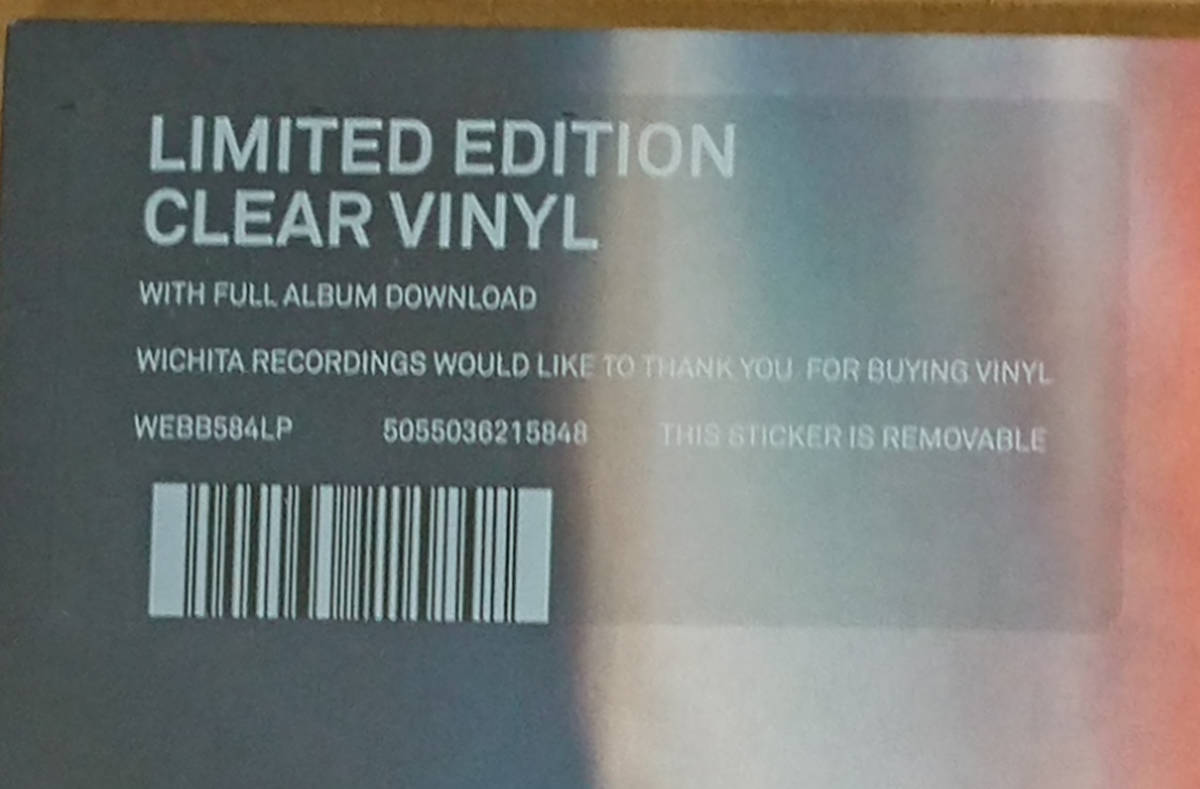 LIMITED EDITION
CLEAR VINYL
WITH FULL ALBUM DOWNLOAD
WICHITA RECORDINGS WOULD LIKE TO THANK YOU FOR BUYING VINYL
WEBB584LP 5055036215848 THIS STICKER IS REMOVABLE